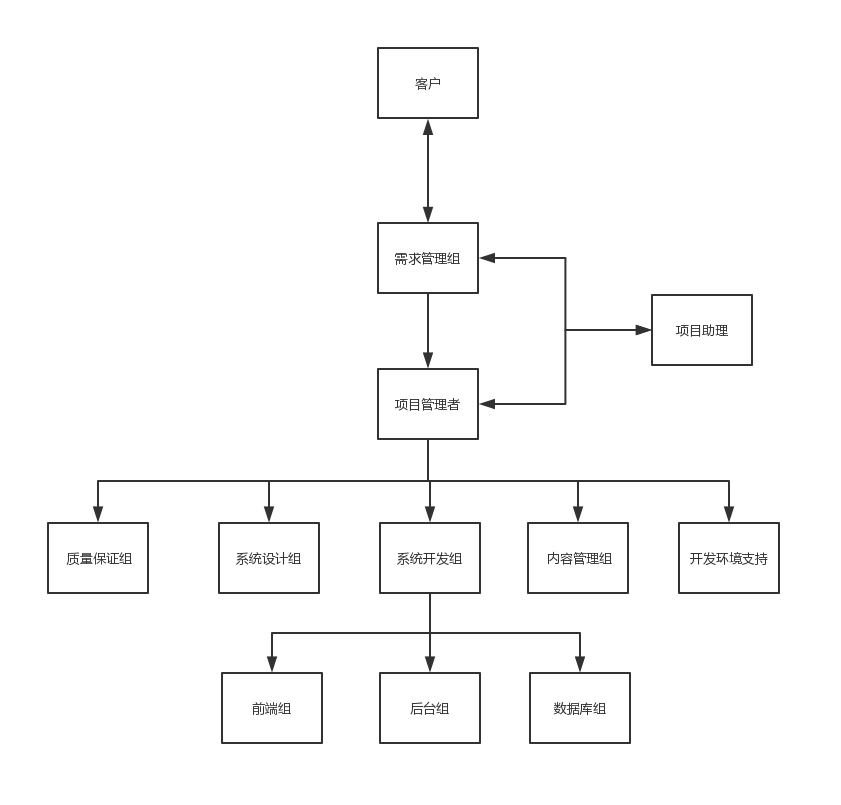 客户
需求管理组
项目助理
项目管理者
质量保证组
系统设计组
系统开发组
内容管理组
开发环境支持
前端组
后台组
数据库组